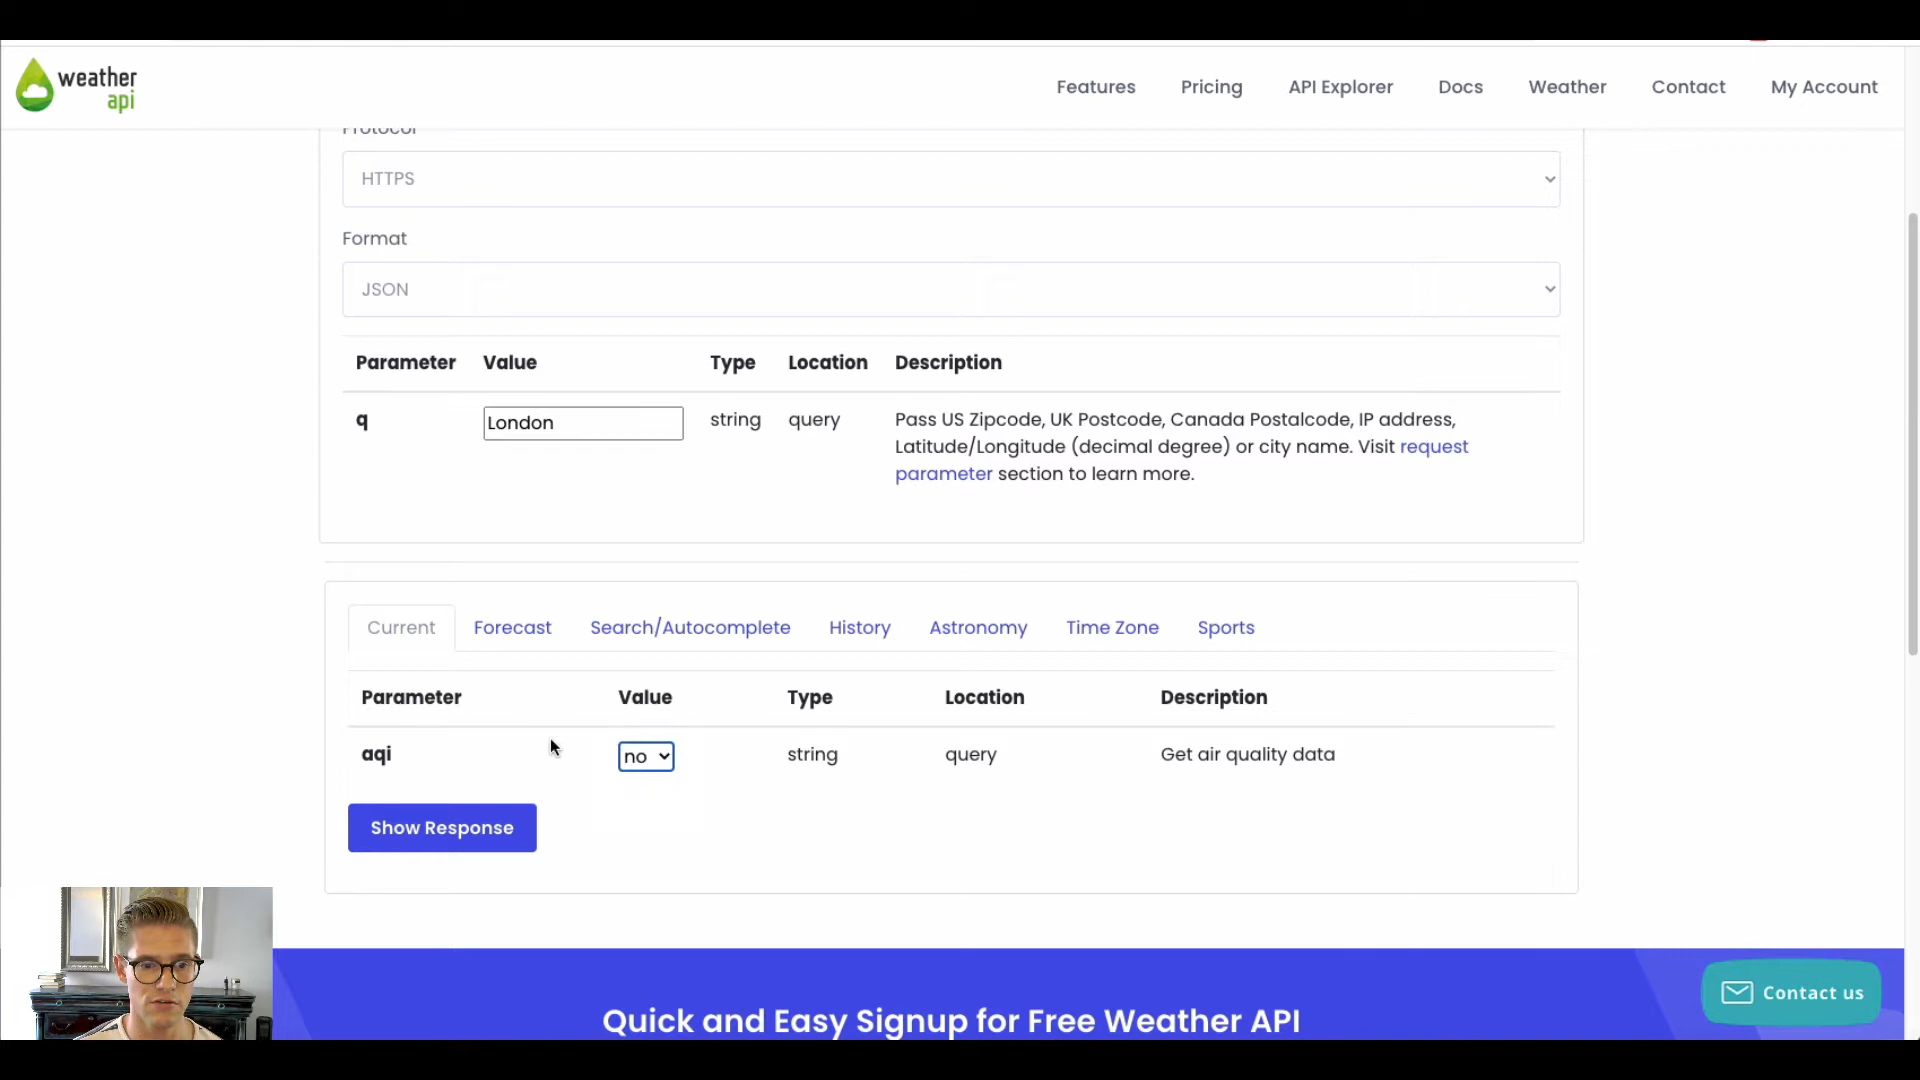 weather
api
Features
Pricing
API Explorer
Docs
Weather
Contact
My Account
Protocol
HTTPS
Format
JSON
Parameter Value Type Location Description
q London string query Pass US Zipcode, UK Postcode, Canada Postalcode, IP address,
Latitude/Longitude (decimal degree) or city name. Visit request
parameter section to learn more.
Current Forecast Search/Autocomplete History Astronomy Time Zone Sports
Parameter Value Type Location Description
aqi no string query Get air quality data
Show Response
Quick and Easy Signup for Free Weather API
Contact us